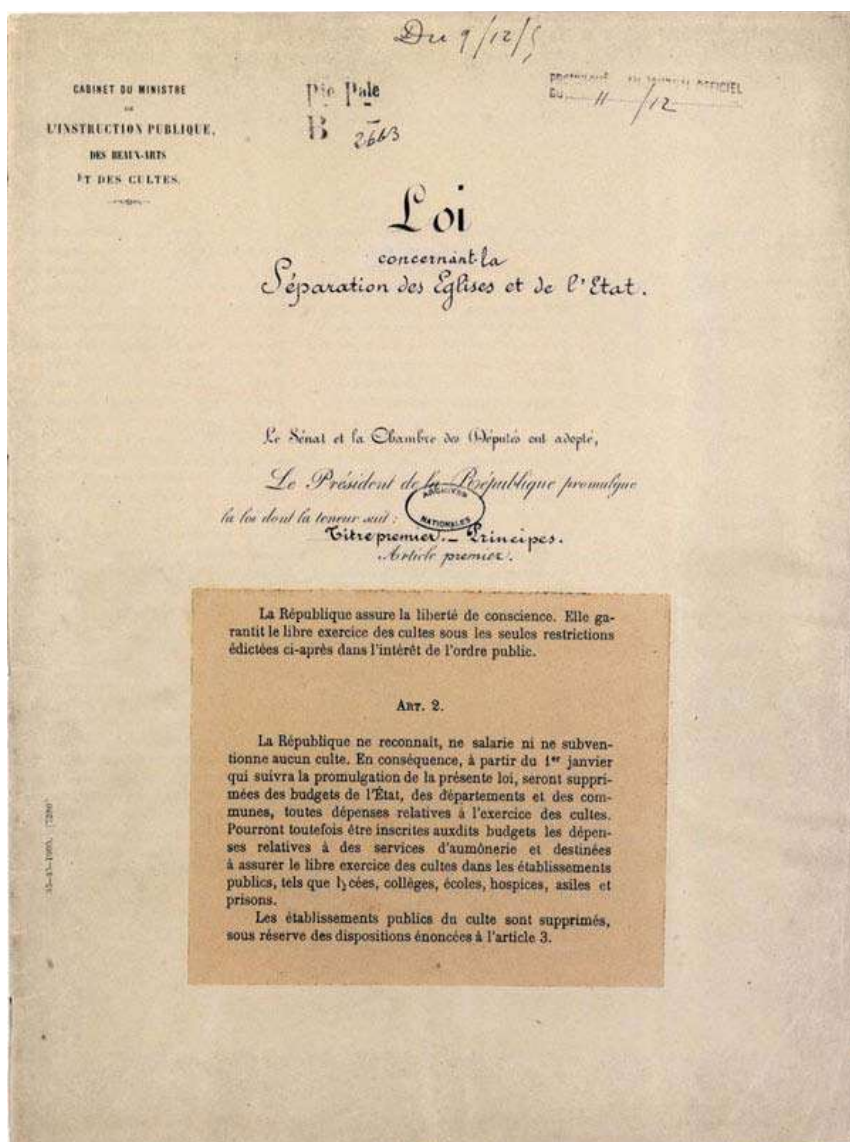 Du 9/12/5
CABINET DU MINISTRE
DE
L'INSTRUCTION PUBLIQUE,
DES BEAUX-ARTS
ET DES CULTES.
Pie Pale
B 2663
OFFICIEL
DU 11/12
Loi
concernant la
Séparation des Eglises et de l'Etat.
Le Sénat et la Chambre des Députés ont adopté,
Le Président de la République promulgue
la loi dont la teneur suit :
ARCHIVES
NATIONALES
Titre premier._ Principes.
Article premier.
La République assure la liberté de conscience. Elle ga-
rantit le libre exercice des cultes sous les seules restrictions
édictées ci-après dans l'intérêt de l'ordre public.
ART. 2.
La République ne reconnaît, ne salarie ni ne subven-
tionne aucun culte. En conséquence, à partir du 1er janvier
qui suivra la promulgation de la présente loi, seront suppri-
mées des budgets de l'État, des départements et des com-
munes, toutes dépenses relatives à l'exercice des cultes.
Pourront toutefois être inscrites auxdits budgets les dépen-
ses relatives à des services d'aumônerie et destinées
à assurer le libre exercice des cultes dans les établissements
publics, tels que lycées, collèges, écoles, hospices, asiles et
prisons.
Les établissements publics du culte sont supprimés,
sous réserve des dispositions énoncées à l'article 3.